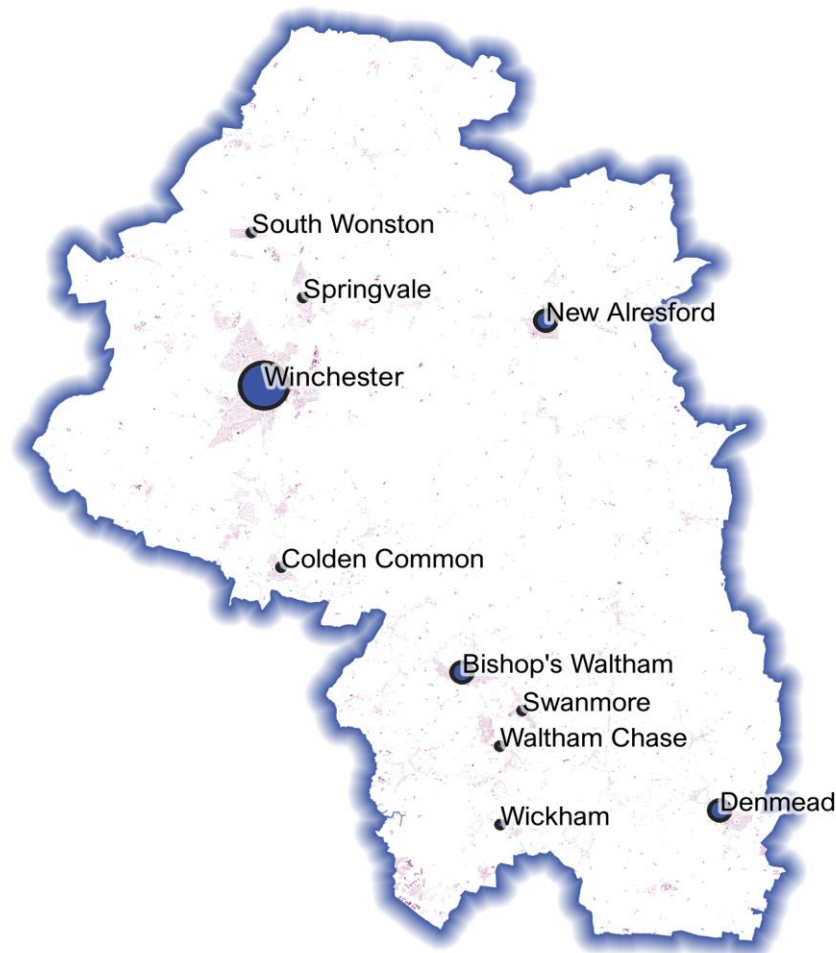 South Wonston
Springvale
New Alresford
Winchester
Colden Common
Bishop's Waltham
Swanmore
Waltham Chase
Denmead
Wickham